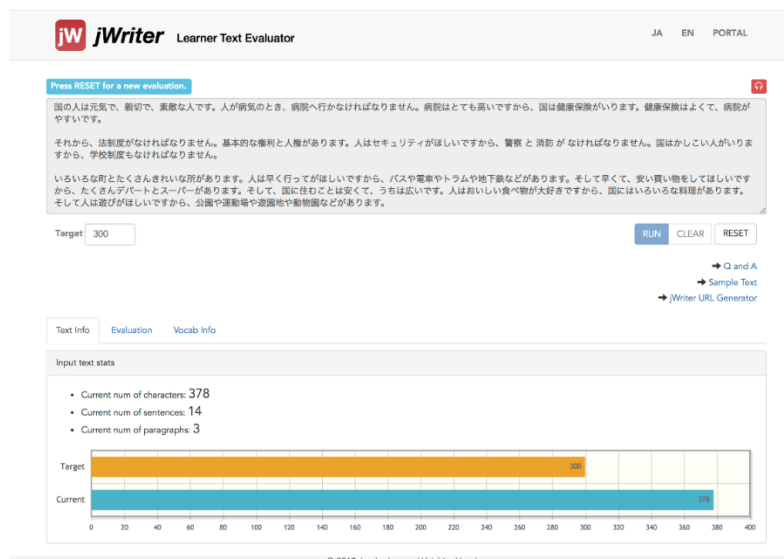 jW jWriter Learner Text Evaluator
JA EN PORTAL
Press RESET for a new evaluation.
国の人は元気で、親切で、素敵な人です。人が病気のとき、病院へ行かなければなりません。病院はとても高いですから、国は健康保険がいります。健康保険はよくて、病院が
やすいです。
それから、法制度がなければなりません。基本的な権利と人権があります。人はセキュリティがほしいですから、警察 と 消防 が なければなりません。国はかしこい人がいりま
すから、学校制度もなければなりません。
いろいろな町とたくさんきれいな所があります。人は早く行ってがほしいですから、バスや電車やトラムや地下鉄などがあります。そして早くて、安い買い物をしてほしいです
から、たくさんデパートとスーパーがあります。そして、国に住むことは安くて、うちは広いです。人はおいしい食べ物が大好きですから、国にはいろいろな料理があります。
そして人は遊びがほしいですから、公園や運動場や遊園地や動物園などがあります。
Target 300
RUN CLEAR RESET
➔ Q and A
➔ Sample Text
➔ jWriter URL Generator
Text Info Evaluation Vocab Info
Input text stats
• Current num of characters: 378
• Current num of sentences: 14
• Current num of paragraphs: 3
Target 300
Current 378
0 20 40 60 80 100 120 140 160 180 200 220 240 260 280 300 320 340 360 380 400